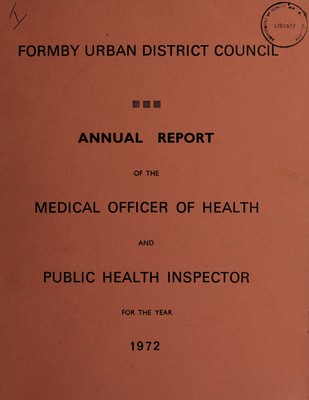 FORMBY URBAN DISTRICT COUNCIL
LIBRARY
ANNUAL REPORT
OF THE
MEDICAL OFFICER OF HEALTH
AND
PUBLIC HEALTH INSPECTOR
FOR THE YEAR
1972